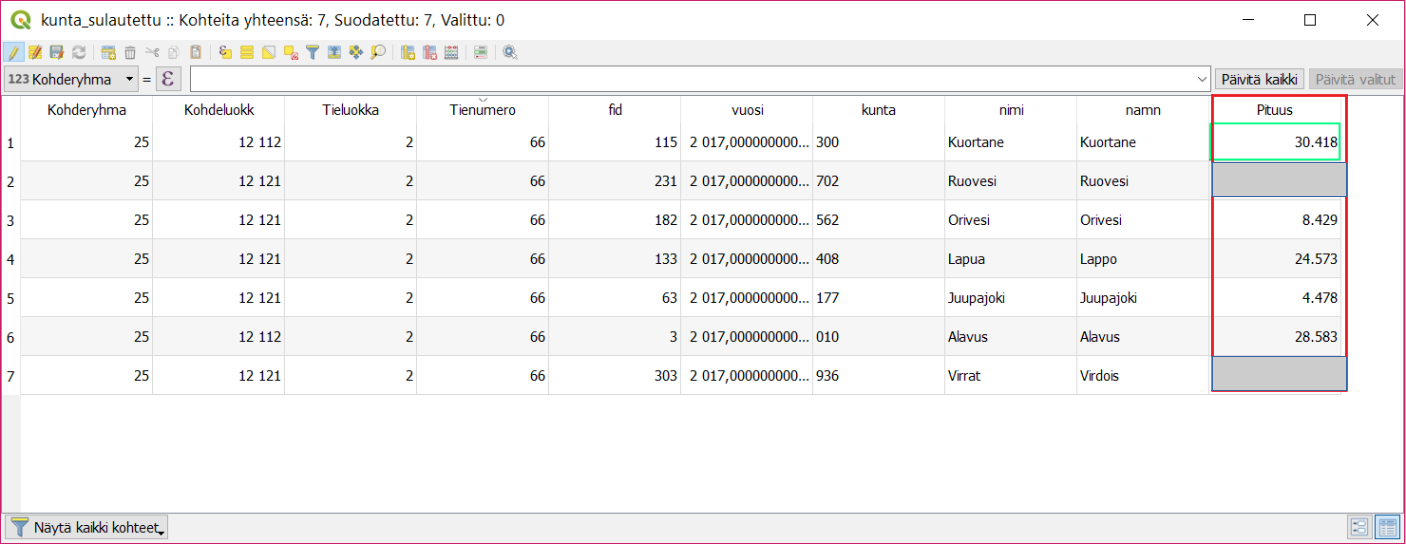 kunta_sulautettu :: Kohteita yhteensä: 7, Suodatettu: 7, Valittu: 0
123 Kohderyhma = ε Päivitä kaikki Päivitä valitut
Kohderyhma Kohdeluokk Tieluokka Tienumero fid vuosi kunta nimi namn Pituus
1 25 12 112 2 66 115 2 017,000000000... 300 Kuortane Kuortane 30.418
2 25 12 121 2 66 231 2 017,000000000... 702 Ruovesi Ruovesi
3 25 12 121 2 66 182 2 017,000000000... 562 Orivesi Orivesi 8.429
4 25 12 121 2 66 133 2 017,000000000... 408 Lapua Lappo 24.573
5 25 12 121 2 66 63 2 017,000000000... 177 Juupajoki Juupajoki 4.478
6 25 12 112 2 66 3 2 017,000000000... 010 Alavus Alavus 28.583
7 25 12 121 2 66 303 2 017,000000000... 936 Virrat Virdois
Näytä kaikki kohteet